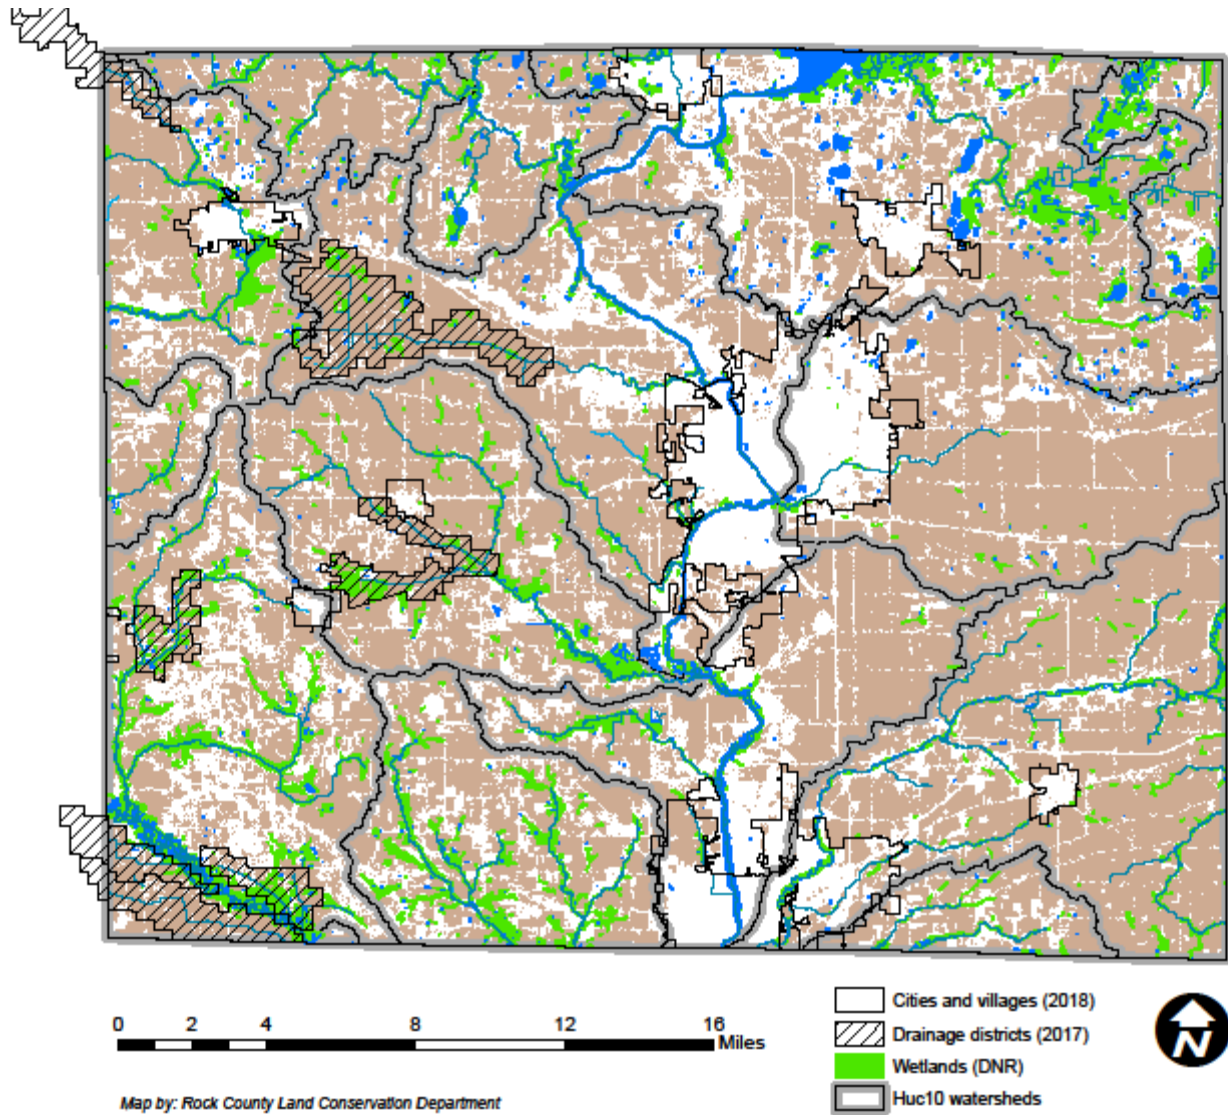 0 2 4 8 12 16
Miles
Cities and villages (2018)
Drainage districts (2017)
Wetlands (DNR)
Huc10 watersheds
N
Map by: Rock County Land Conservation Department